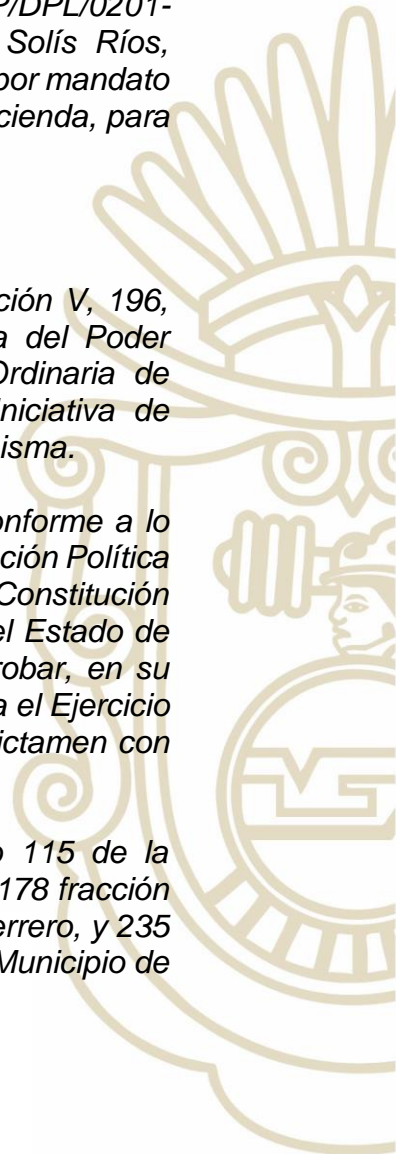 P/DPL/0201-
Solís Ríos,
por mandato
cienda, para
ción V, 196,
a del Poder
Ordinaria de
Iniciativa de
isma.
onforme a lo
ción Política
Constitución
el Estado de
robar, en su
a el Ejercicio
ictamen con
o 115 de la
178 fracción
errero, y 235
Municipio de